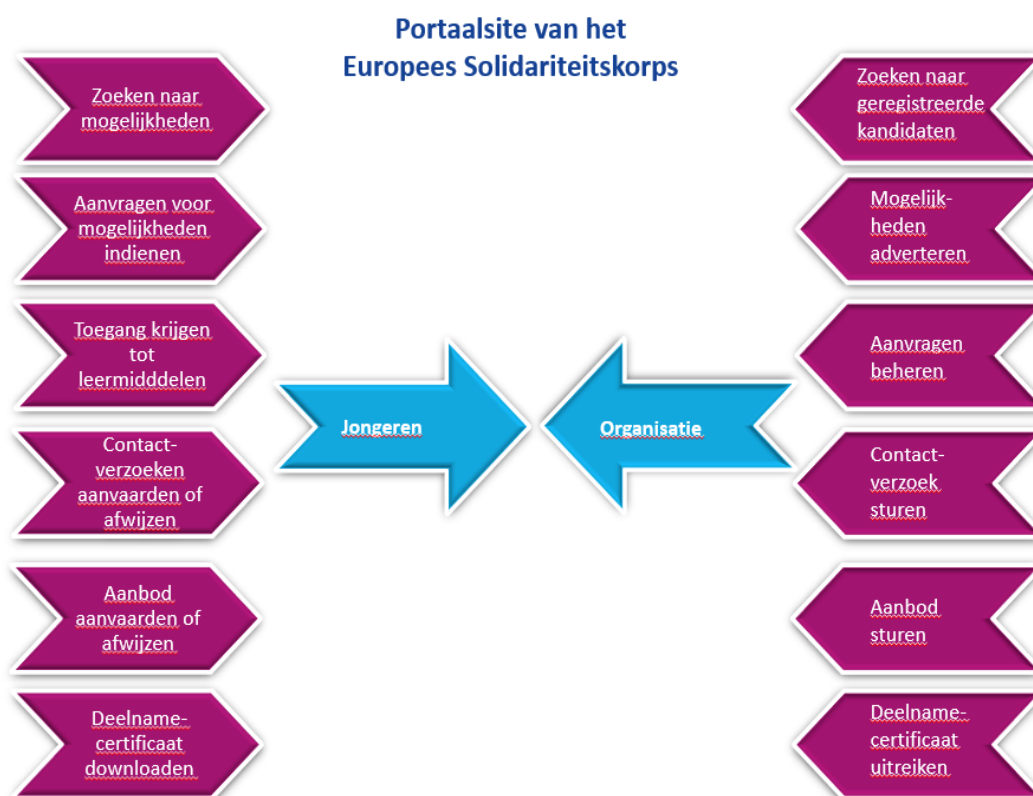 Portaalsite van het
Europees Solidariteitskorps
Zoeken naar
mogelijkheden
Aanvragen voor
mogelijkheden
indienen
Toegang krijgen
tot
leermidddelen
Contact-
verzoeken
aanvaarden of
afwijzen
Aanbod
aanvaarden of
afwijzen
Deelname-
certificaat
downloaden
Jongeren
Organisatie
Zoeken naar
geregistreerde
kandidaten
Mogelijk-
heden
adverteren
Aanvragen
beheren
Contact-
verzoek
sturen
Aanbod
sturen
Deelname-
certificaat
uitreiken